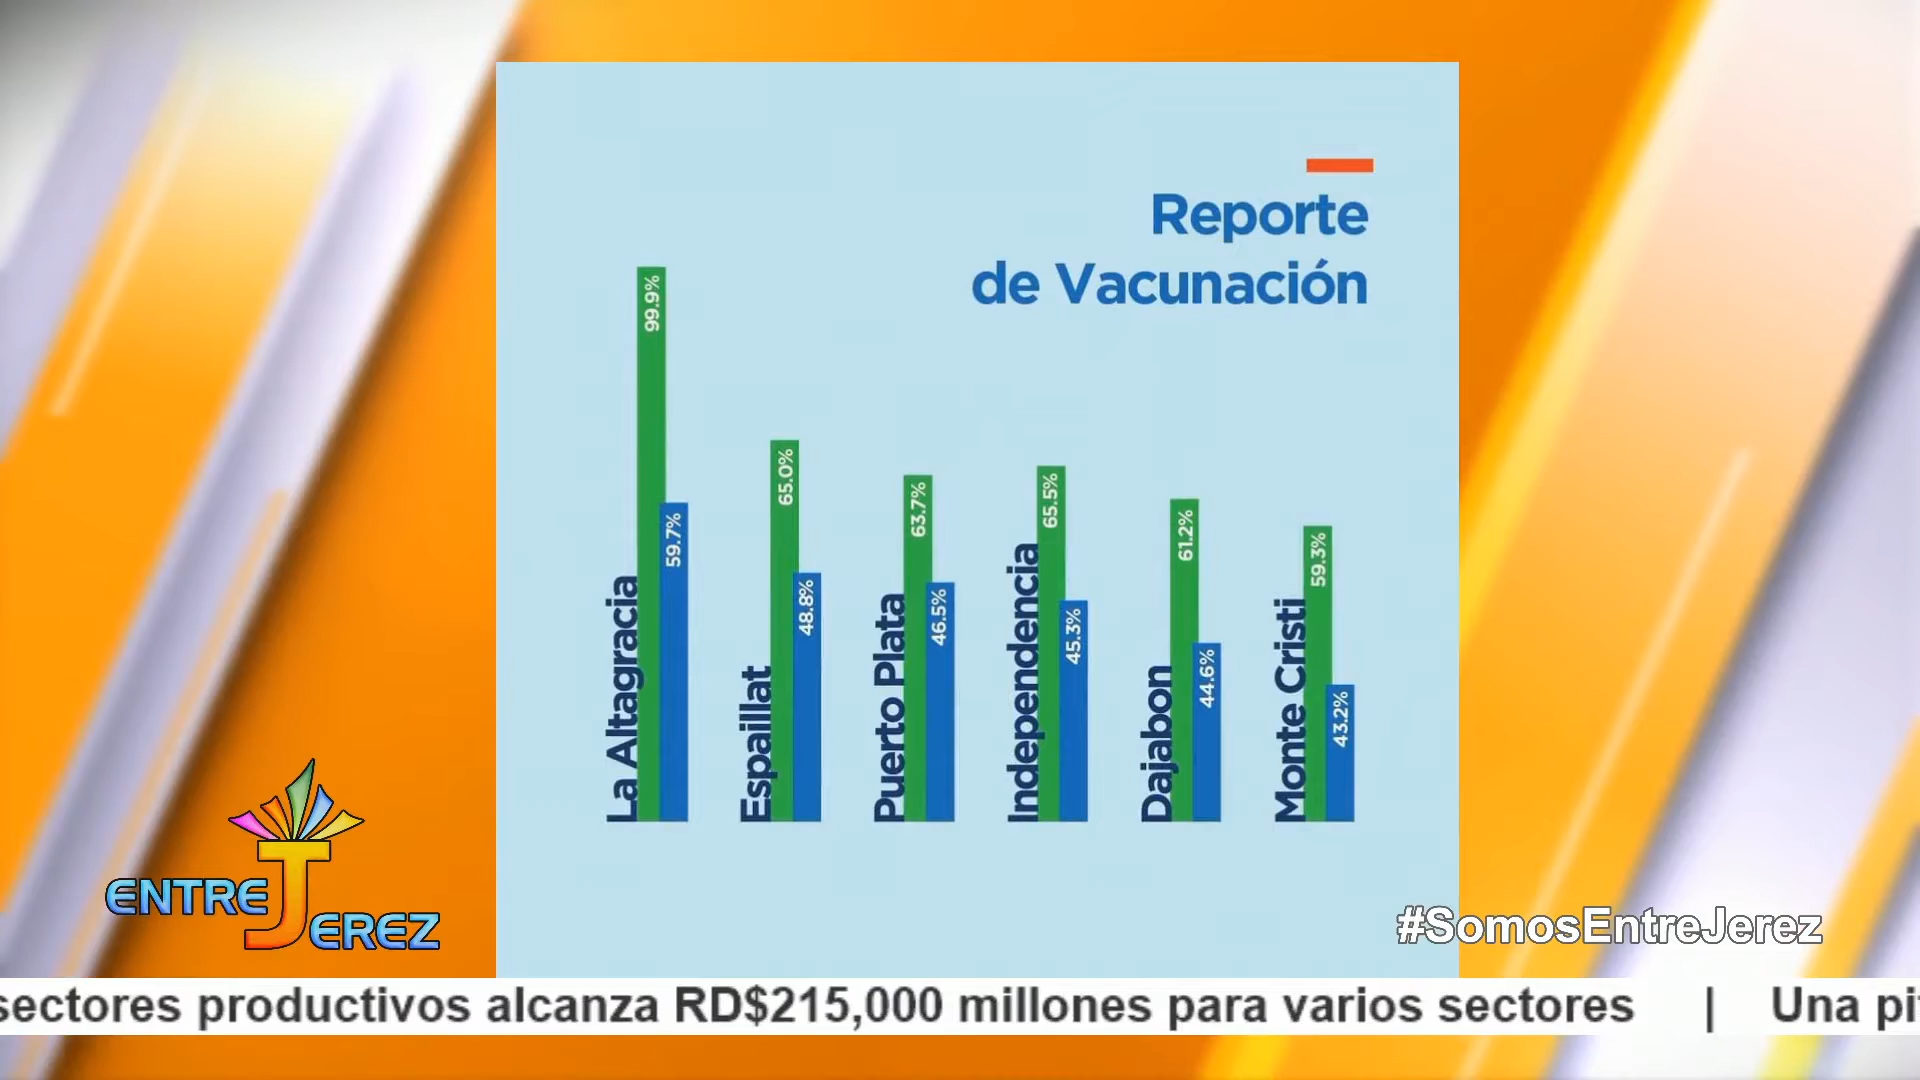 Reporte
de Vacunación
La Altagracia
99.9%
59.7%
Espaillat
65.0%
48.8%
Puerto Plata
63.7%
46.5%
Independencia
65.5%
45.3%
Dajabon
61.2%
44.6%
Monte Cristi
59.3%
43.2%
ENTRE JEREZ
#SomosEntreJerez
sectores productivos alcanza RD$215,000 millones para varios sectores | Una